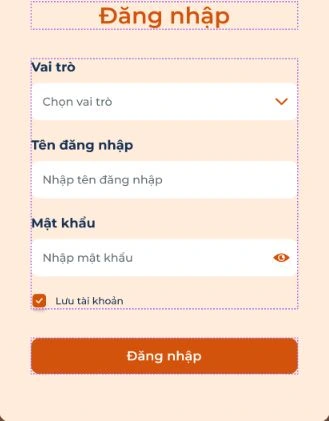 Đăng nhập
Vai trò
Chọn vai trò
Tên đăng nhập
Nhập tên đăng nhập
Mật khẩu
Nhập mật khẩu
Lưu tài khoản
Đăng nhập